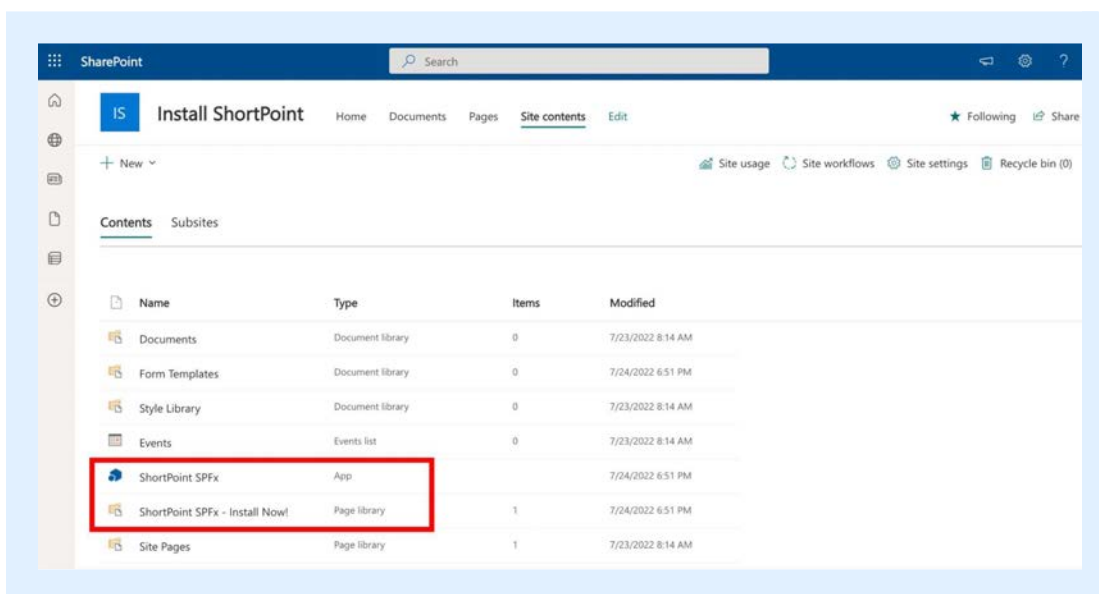 SharePoint Search ?
IS Install ShortPoint Home Documents Pages Site contents Edit Following Share
New Site usage Site workflows Site settings Recycle bin (0)
Contents Subsites
Name Type Items Modified
Documents Document library 0 7/23/2022 8:14 AM
Form Templates Document library 0 7/24/2022 6:51 PM
Style Library Document library 0 7/23/2022 8:14 AM
Events Events list 0 7/23/2022 8:14 AM
ShortPoint SPFx App 7/24/2022 6:51 PM
ShortPoint SPFx - Install Now! Page library 1 7/24/2022 6:51 PM
Site Pages Page library 1 7/23/2022 8:14 AM